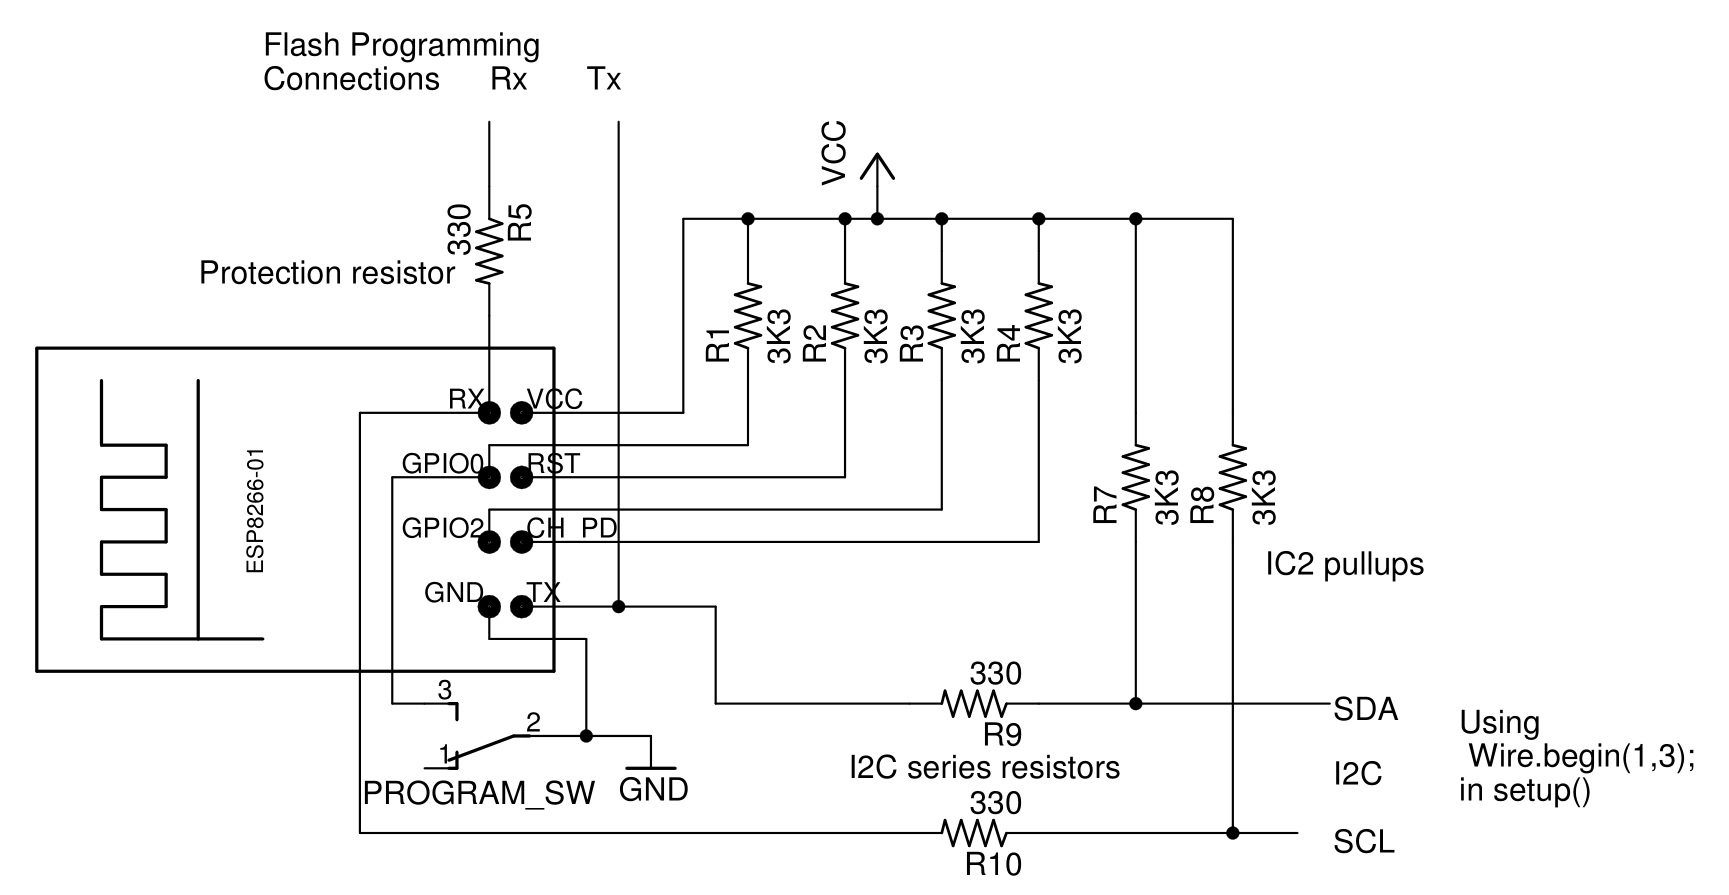 Flash Programming
Connections Rx Tx
VCC
330
R5
Protection resistor
R1
3K3
R2
3K3
R3
3K3
R4
3K3
RX
VCC
GPIO0
RST
GPIO2
CH PD
GND
TX
ESP8266-01
R7
3K3
R8
3K3
IC2 pullups
3
2
1
PROGRAM_SW
GND
330
R9
I2C series resistors
330
R10
SDA
I2C
SCL
Using
Wire.begin(1,3);
in setup()